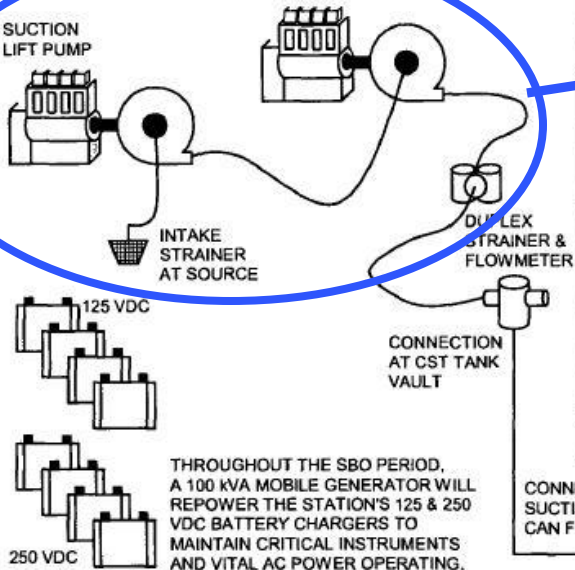 SUCTION
LIFT PUMP
INTAKE
STRAINER
AT SOURCE
DUPLEX
STRAINER &
FLOWMETER
125 VDC
CONNECTION
AT CST TANK
VAULT
THROUGHOUT THE SBO PERIOD,
A 100 kVA MOBILE GENERATOR WILL
REPOWER THE STATION'S 125 & 250
VDC BATTERY CHARGERS TO
MAINTAIN CRITICAL INSTRUMENTS
AND VITAL AC POWER OPERATING.
250 VDC
CONN
SUCTI
CAN F